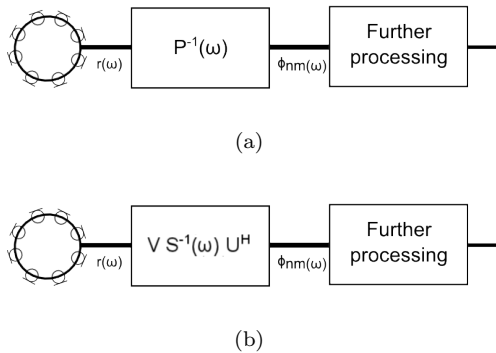 P⁻¹(ω)
Further
processing
r(ω)
ϕnm(ω)
(a)
V S⁻¹(ω) Uᴴ
Further
processing
r(ω)
ϕnm(ω)
(b)